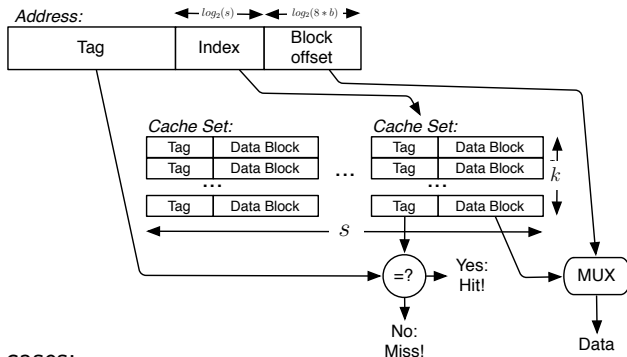 Address:
log₂(s)
log₂(8 * b)
Tag
Index
Block
offset
Cache Set:
Tag Data Block
Tag Data Block
...
Tag Data Block
...
Cache Set:
Tag Data Block
Tag Data Block
...
Tag Data Block
k
s
=?
Yes:
Hit!
No:
Miss!
MUX
Data